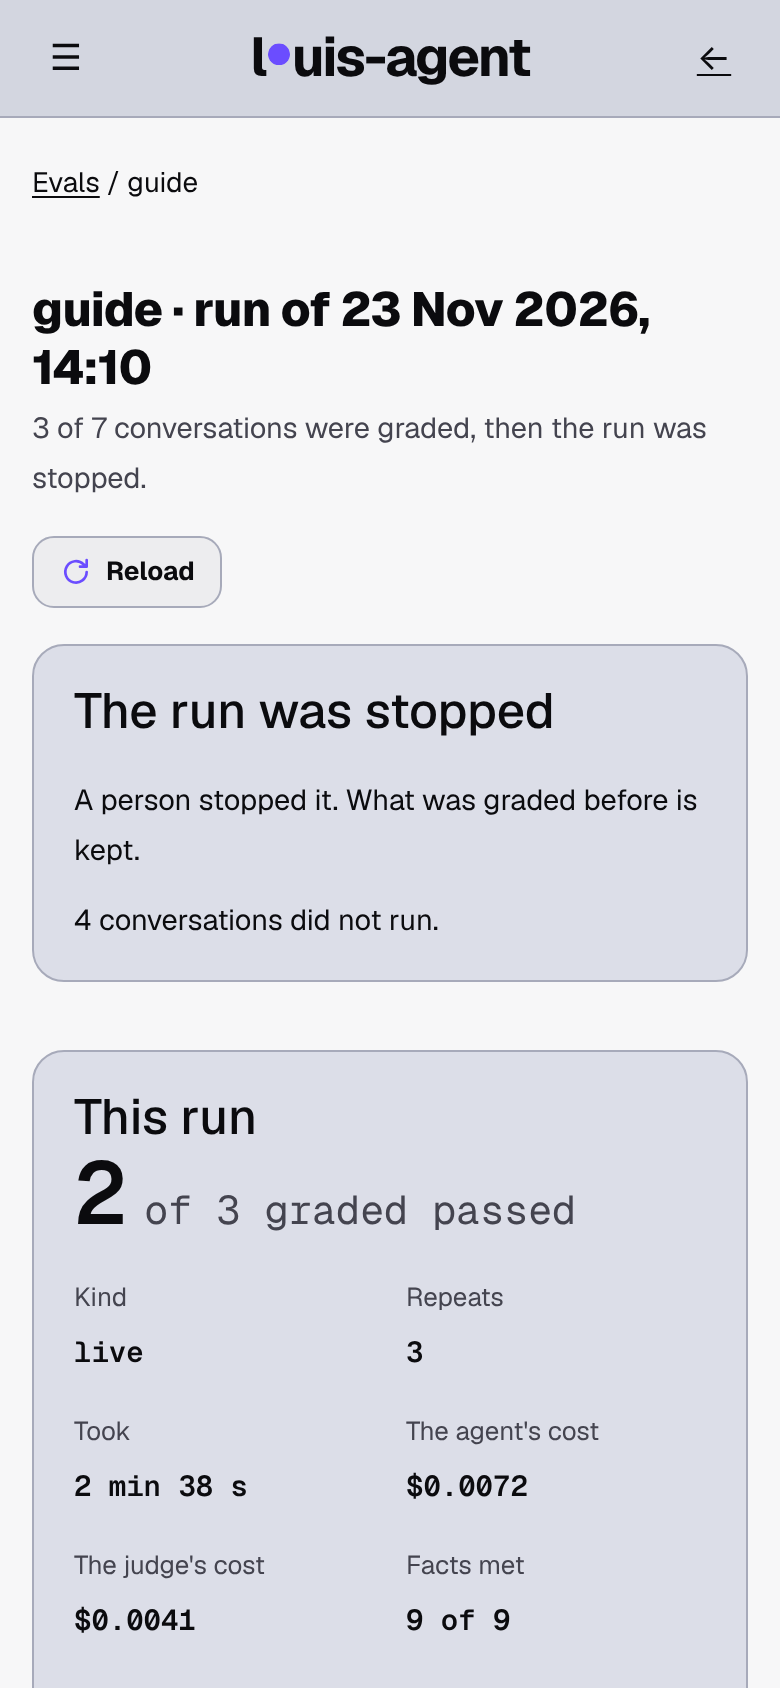 louis-agent
Evals / guide
guide · run of 23 Nov 2026,
14:10
3 of 7 conversations were graded, then the run was
stopped.
Reload
The run was stopped
A person stopped it. What was graded before is
kept.
4 conversations did not run.
This run
2 of 3 graded passed
Kind
Repeats
live
3
Took
The agent's cost
2 min 38 s
$0.0072
The judge's cost
Facts met
$0.0041
9 of 9